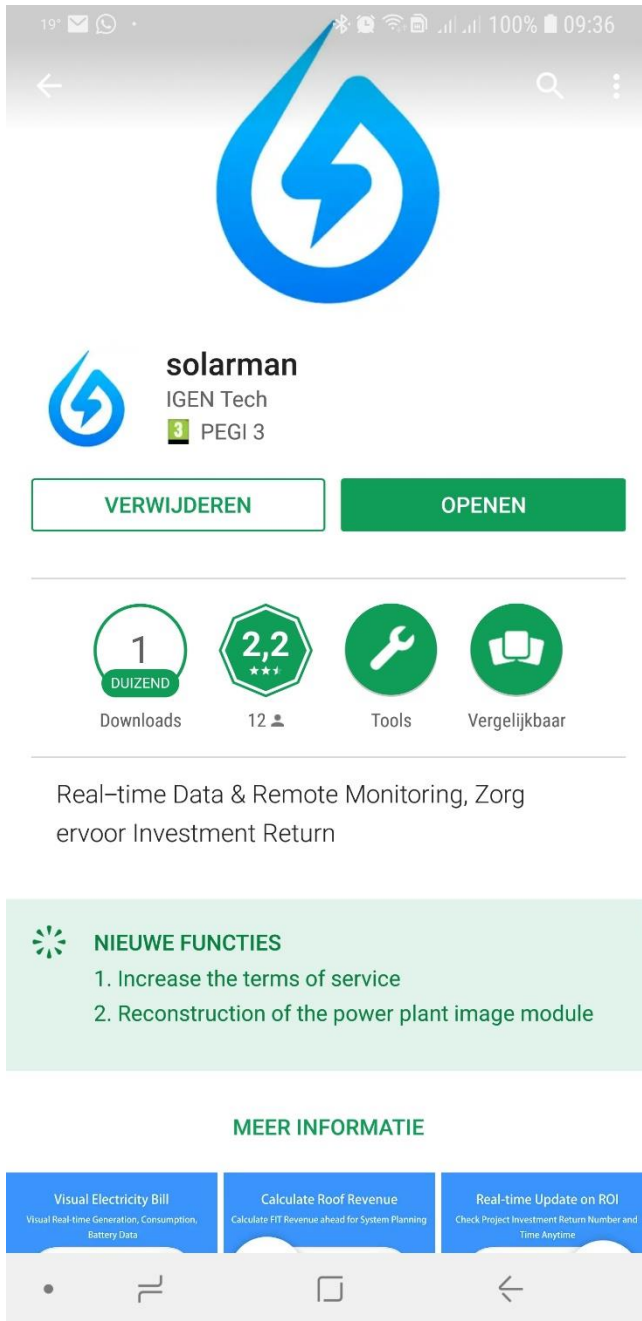 19°
100% 09:36
solarman
IGEN Tech
3 PEGI 3
VERWIJDEREN
OPENEN
1
DUIZEND
Downloads
2,2
12
Tools
Vergelijkbaar
Real-time Data & Remote Monitoring, Zorg
ervoor Investment Return
NIEUWE FUNCTIES
1. Increase the terms of service
2. Reconstruction of the power plant image module
MEER INFORMATIE
Visual Electricity Bill
Visual Real-time Generation, Consumption,
Battery Data
Calculate Roof Revenue
Calculate FIT Revenue ahead for System Planning
Real-time Update on ROI
Check Project Investment Return Number and
Time Anytime